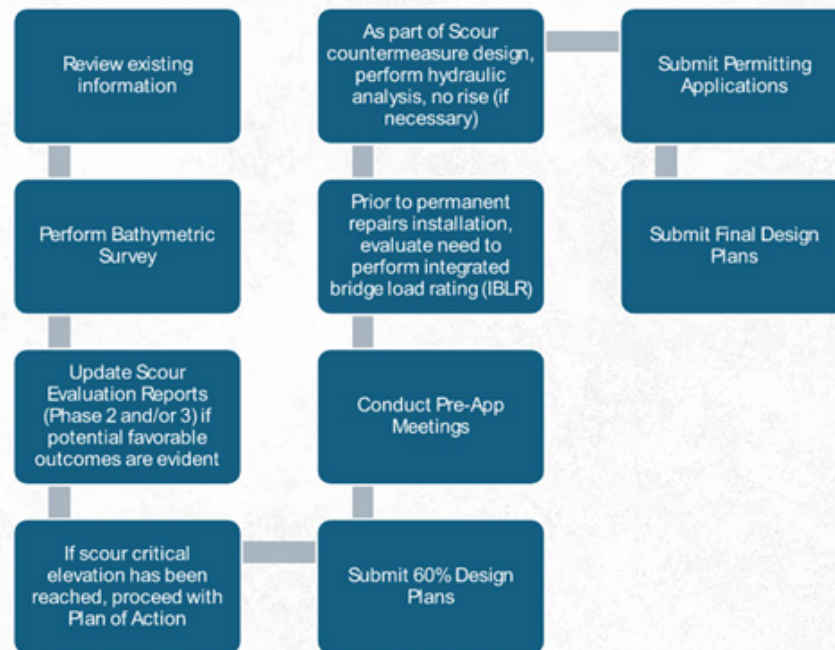 Review existing
information
Perform Bathymetric
Survey
Update Scour
Evaluation Reports
(Phase 2 and/or 3) if
potential favorable
outcomes are evident
If scour critical
elevation has been
reached, proceed with
Plan of Action
Submit 60% Design
Plans
Conduct Pre-App
Meetings
Prior to permanent
repairs installation,
evaluate need to
perform integrated
bridge load rating (IBLR)
As part of Scour
countermeasure design,
perform hydraulic
analysis, no rise (if
necessary)
Submit Permitting
Applications
Submit Final Design
Plans